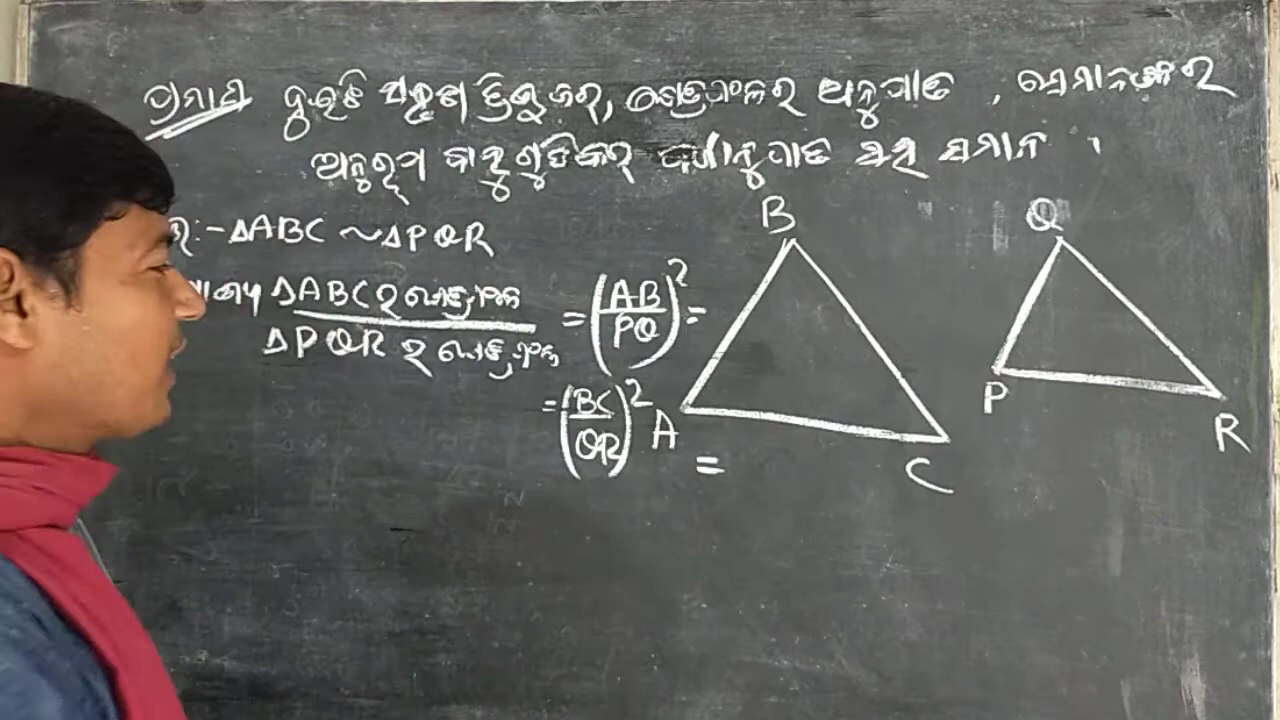 ପ୍ରମାଣ ଦୁଇଟି ସଦୃଶ ତ୍ରିଭୁଜର, କ୍ଷେତ୍ରଫଳର ଅନୁପାତ, ସେମାନଙ୍କର
ଅନୁରୂପ ବାହୁଗୁଡିକର ବର୍ଗାନୁପାତ ସହ ସମାନ ।
:- ΔABC ~ ΔPQR
ΔABC ର କ୍ଷେତ୍ରଫଳ / ΔPQR ର କ୍ଷେତ୍ରଫଳ = (AB/PQ)² =
= (BC/QR)² =
B
A
C
Q
P
R